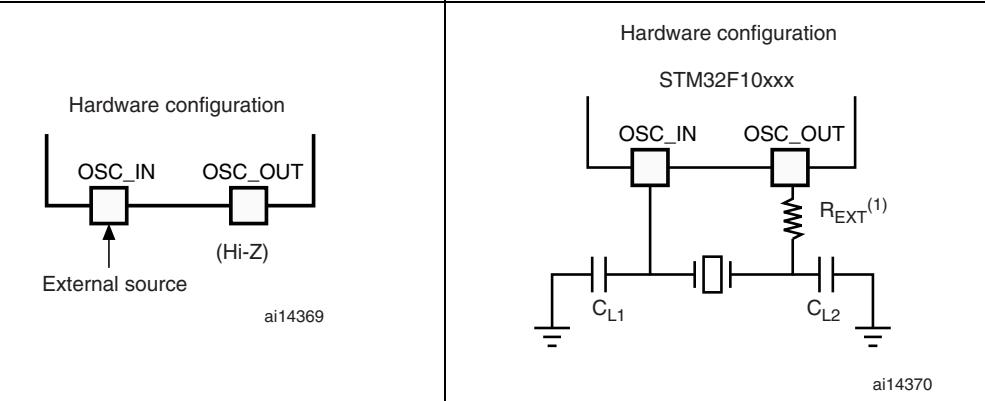 Hardware configuration
OSC_IN
OSC_OUT
(Hi-Z)
External source
ai14369
Hardware configuration
STM32F10xxx
OSC_IN
OSC_OUT
REXT(1)
CL1
CL2
ai14370